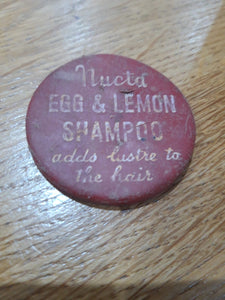 Nucta
EGG & LEMON
SHAMPOO
adds lustre to
the hair